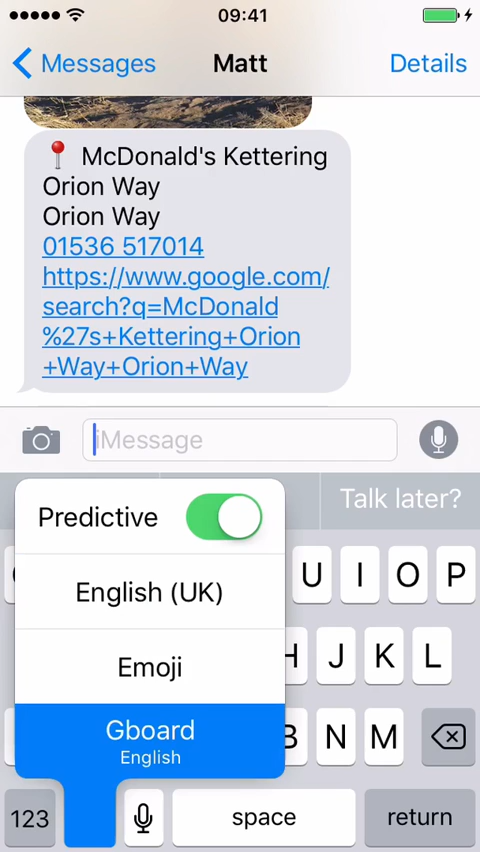 09:41
Messages
Matt
Details
McDonald's Kettering
Orion Way
Orion Way
01536 517014
https://www.google.com/
search?q=McDonald
%27s+Kettering+Orion
+Way+Orion+Way
iMessage
Talk later?
Predictive
English (UK)
Emoji
Gboard
English
U I O P
H J K L
B N M
123
space
return